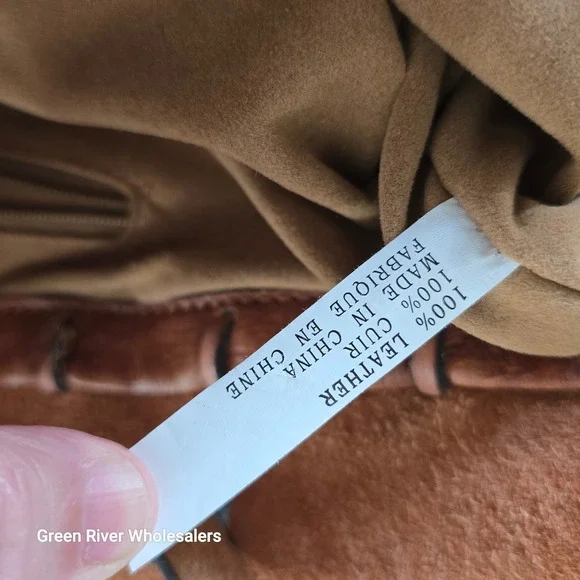 100% LEATHER
100% CUIR
MADE IN CHINA
FABRIQUE EN CHINE
Green River Wholesalers